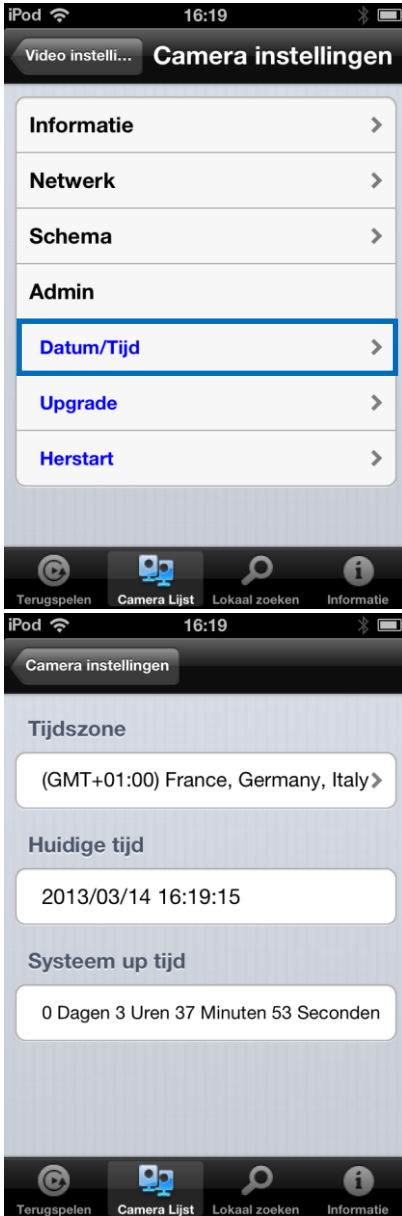 iPod 16:19
Video instelli... Camera instellingen
Informatie
Netwerk
Schema
Admin
Datum/Tijd
Upgrade
Herstart
Terugspelen Camera Lijst Lokaal zoeken Informatie
iPod 16:19
Camera instellingen
Tijdszone
(GMT+01:00) France, Germany, Italy
Huidige tijd
2013/03/14 16:19:15
Systeem up tijd
0 Dagen 3 Uren 37 Minuten 53 Seconden
Terugspelen Camera Lijst Lokaal zoeken Informatie